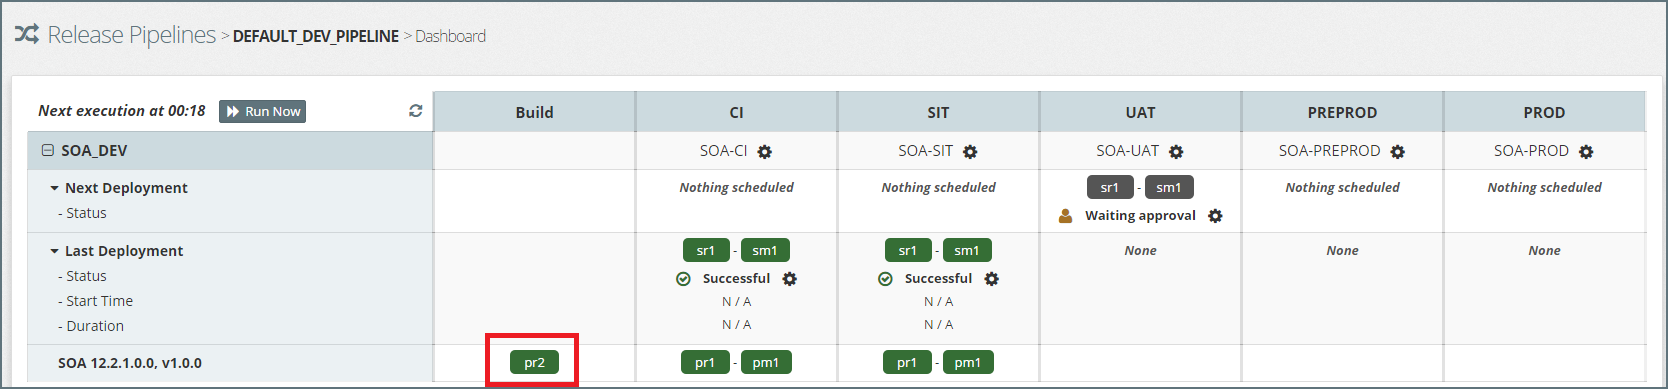 Release Pipelines > DEFAULT_DEV_PIPELINE > Dashboard
Next execution at 00:18 Run Now Build CI SIT UAT PREPROD PROD
SOA_DEV SOA-CI SOA-SIT SOA-UAT SOA-PREPROD SOA-PROD
Next Deployment Nothing scheduled Nothing scheduled sr1 - sm1 Nothing scheduled Nothing scheduled
- Status Waiting approval
Last Deployment sr1 - sm1 sr1 - sm1 None None None
- Status Successful Successful
- Start Time N / A N / A
- Duration N / A N / A
SOA 12.2.1.0.0, v1.0.0 pr2 pr1 - pm1 pr1 - pm1